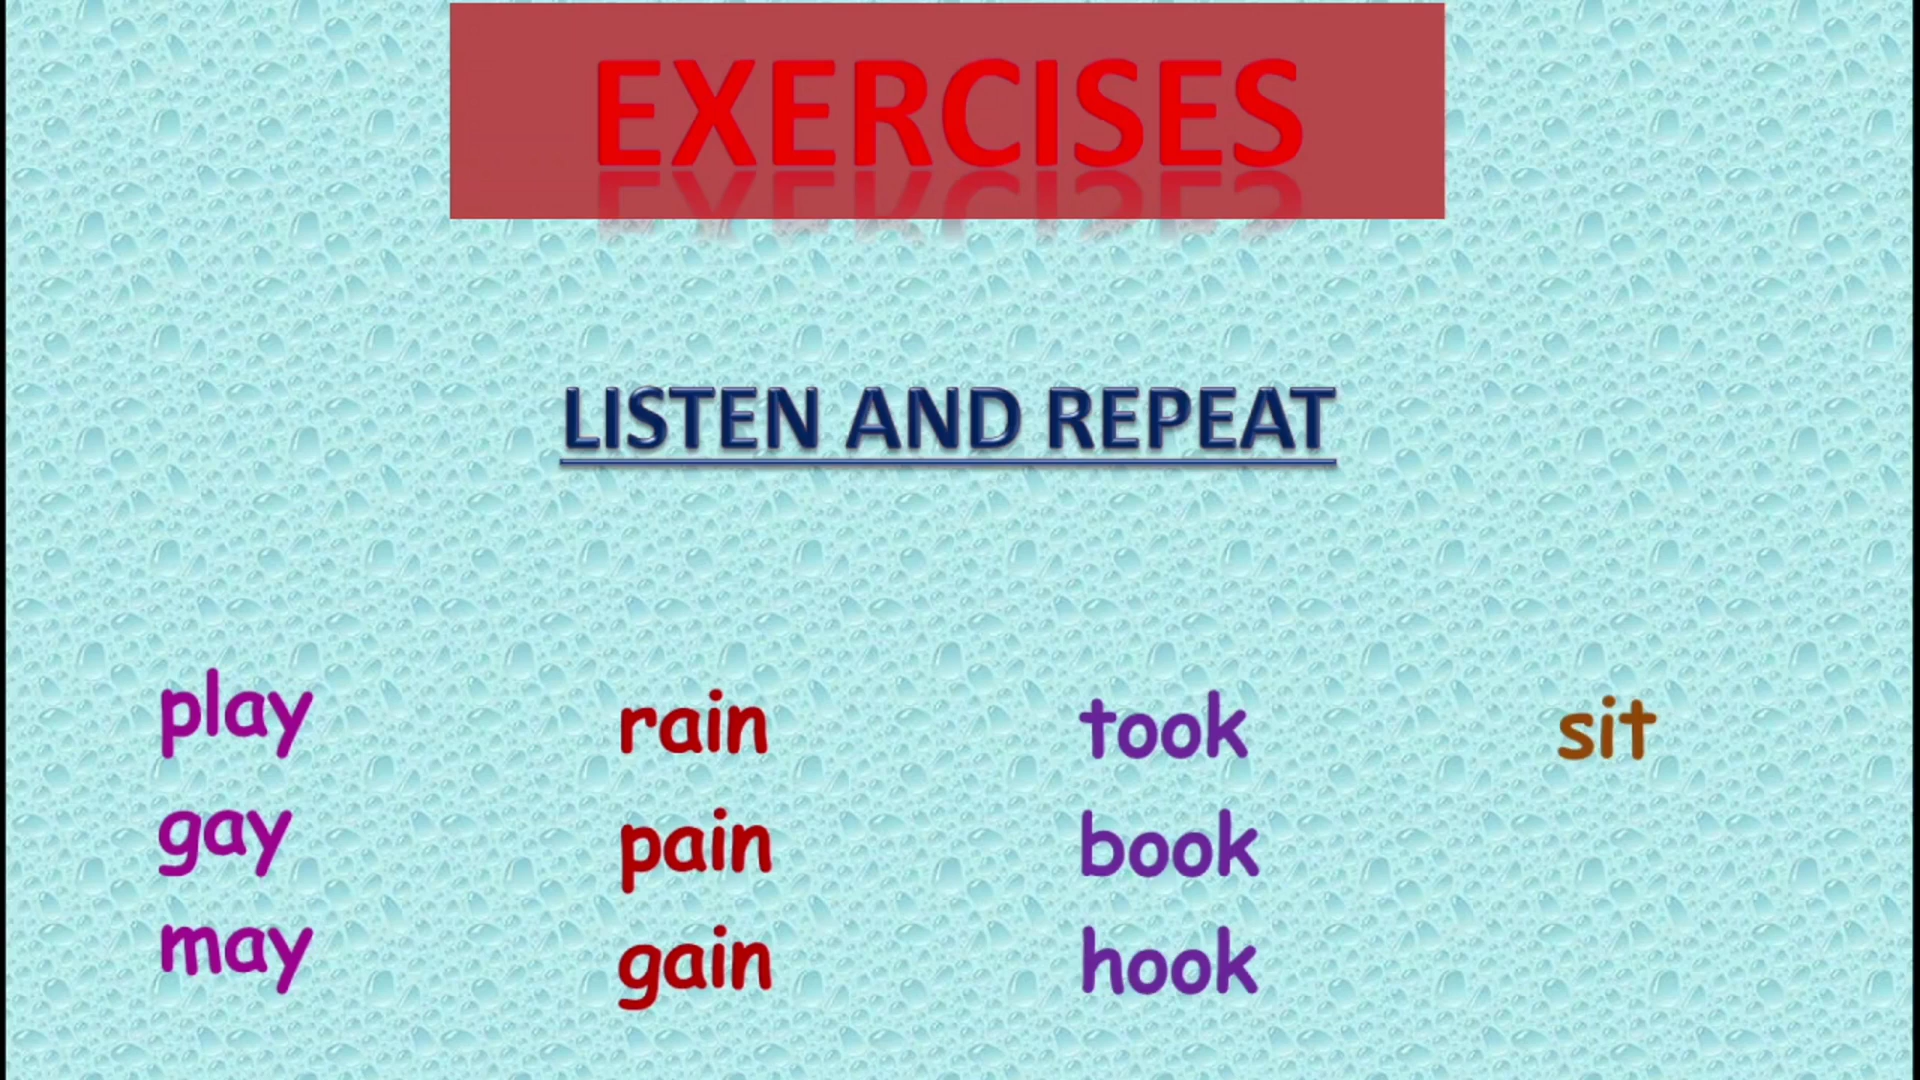 EXERCISES
LISTEN AND REPEAT
play rain took sit
gay pain book
may gain hook